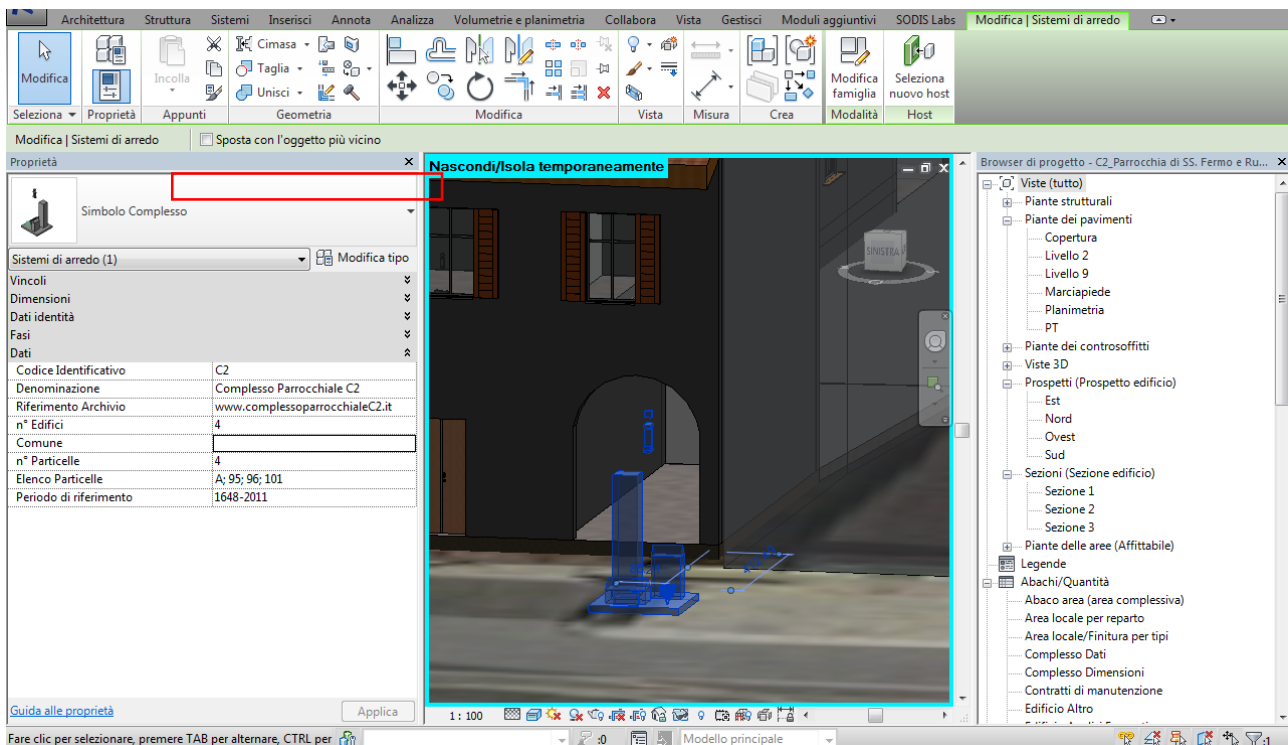 Architettura Struttura Sistemi Inserisci Annota Analizza Volumetrie e planimetria Collabora Vista Gestisci Moduli aggiuntivi SODIS Labs Modifica | Sistemi di arredo
Modifica
Incolla
Cimasa
Taglia
Unisci
Modifica famiglia
Seleziona nuovo host
Seleziona Proprietà Appunti Geometria Modifica Vista Misura Crea Modalità Host
Modifica | Sistemi di arredo Sposta con l'oggetto più vicino
Proprietà
Simbolo Complesso
Sistemi di arredo (1) Modifica tipo
Vincoli
Dimensioni
Dati identità
Fasi
Dati
Codice Identificativo C2
Denominazione Complesso Parrocchiale C2
Riferimento Archivio www.complessoparrocchialeC2.it
n° Edifici 4
Comune
n° Particelle 4
Elenco Particelle A; 95; 96; 101
Periodo di riferimento 1648-2011
Guida alle proprietà Applica
Nascondi/Isola temporaneamente
SINISTRA
1 : 100
Browser di progetto - C2_Parrocchia di SS. Fermo e Ru...
Viste (tutto)
Piante strutturali
Piante dei pavimenti
Copertura
Livello 2
Livello 9
Marciapiede
Planimetria
PT
Piante dei controsoffitti
Viste 3D
Prospetti (Prospetto edificio)
Est
Nord
Ovest
Sud
Sezioni (Sezione edificio)
Sezione 1
Sezione 2
Sezione 3
Piante delle aree (Affittabile)
Legende
Abachi/Quantità
Abaco area (area complessiva)
Area locale per reparto
Area locale/Finitura per tipi
Complesso Dati
Complesso Dimensioni
Contratti di manutenzione
Edificio Altro
Fare clic per selezionare, premere TAB per alternare, CTRL per :0 Modello principale :1